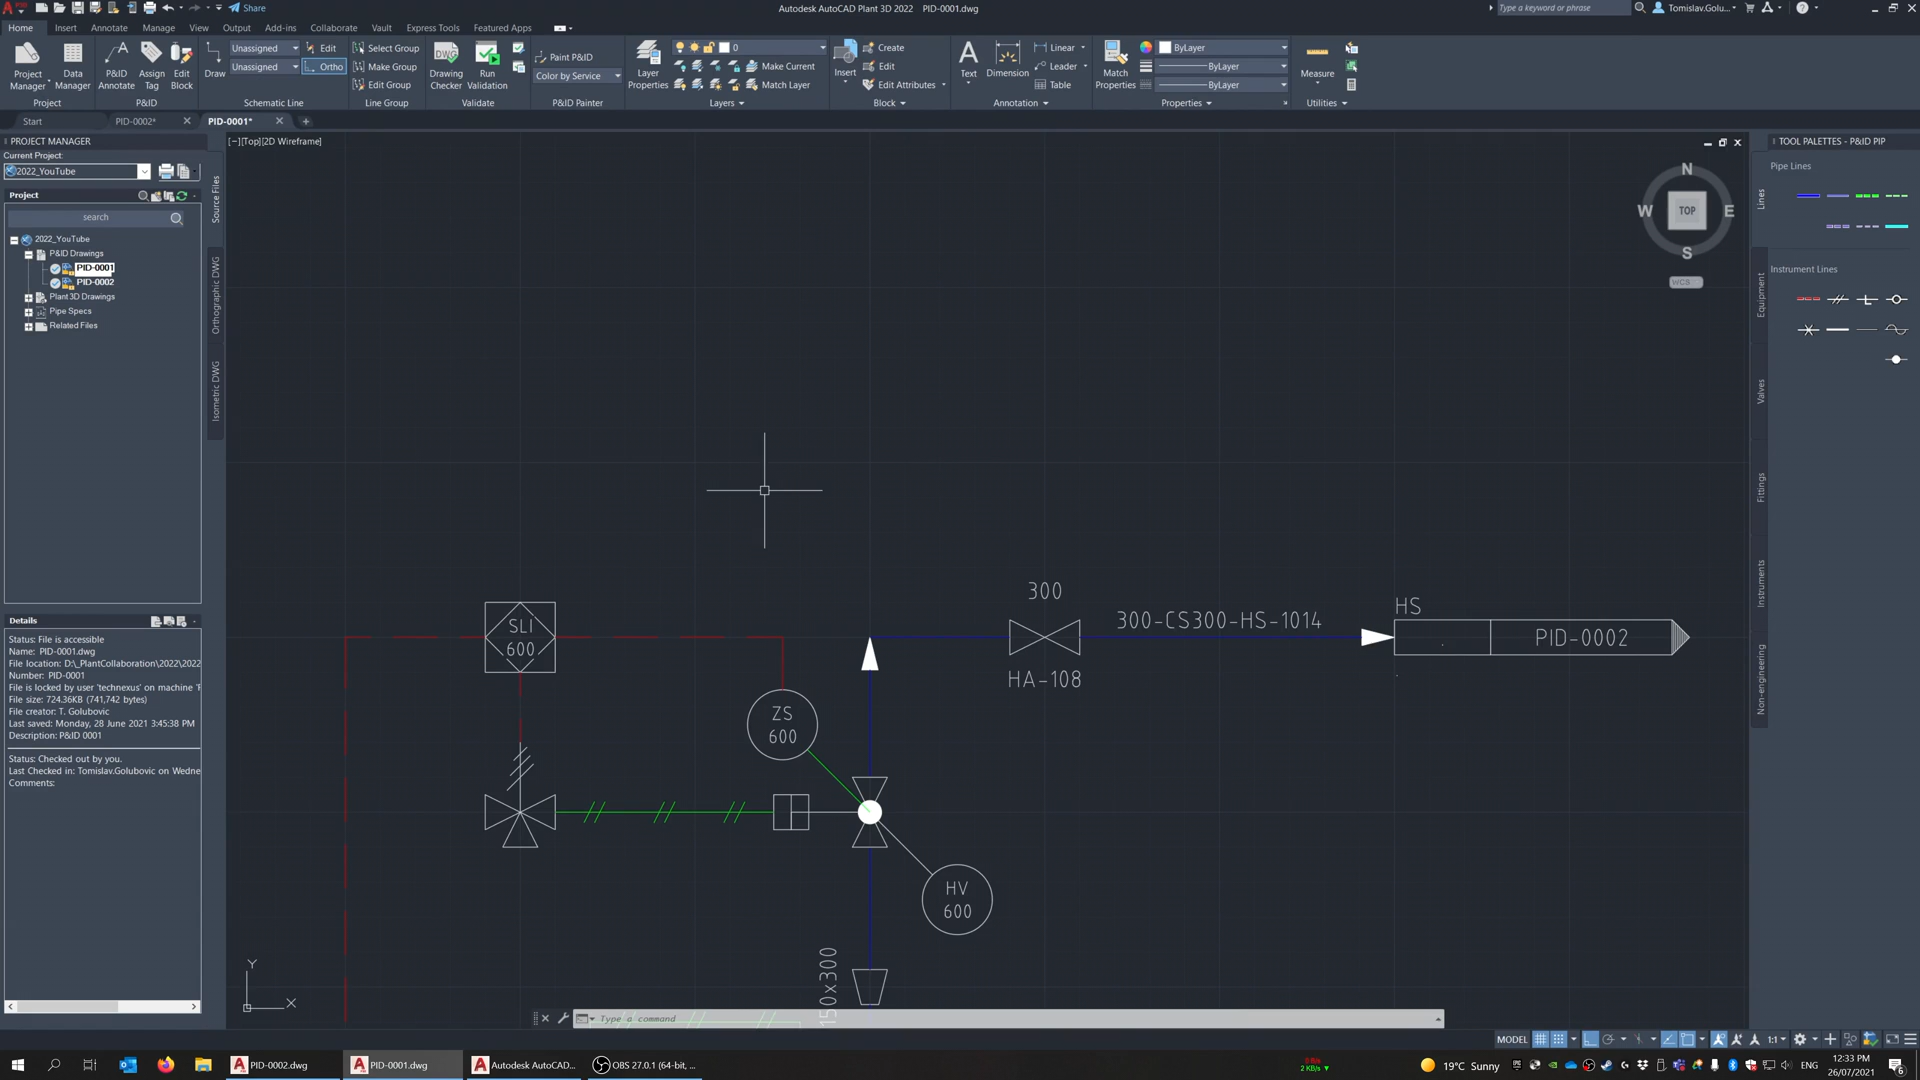 Share
Autodesk AutoCAD Plant 3D 2022 PID-0001.dwg
Type a keyword or phrase
Tomislav.Golu...
Home Insert Annotate Manage View Output Add-ins Collaborate Vault Express Tools Featured Apps
Project Manager
Data Manager
Project
P&ID Annotate
Assign Tag
Edit Block
P&ID
Draw
Unassigned
Unassigned
Edit
Ortho
Schematic Line
Select Group
Make Group
Edit Group
Line Group
Drawing Checker
Run Validation
Validate
Paint P&ID
Color by Service
P&ID Painter
Layer Properties
0
Make Current
Match Layer
Layers
Insert
Create
Edit
Edit Attributes
Block
Text
Dimension
Linear
Leader
Table
Annotation
Match Properties
ByLayer
ByLayer
ByLayer
Properties
Measure
Utilities
Start PID-0002* PID-0001*
PROJECT MANAGER
Current Project:
2022_YouTube
Project
search
2022_YouTube
P&ID Drawings
PID-0001
PID-0002
Plant 3D Drawings
Pipe Specs
Related Files
Source Files
Orthographic DWG
Isometric DWG
Details
Status: File is accessible
Name: PID-0001.dwg
File location: D:\_PlantCollaboration\2022\2022
Number: PID-0001
File is locked by user 'technexus' on machine
File size: 724.36KB (741,742 bytes)
File creator: T. Golubovic
Last saved: Monday, 28 June 2021 3:45:38 PM
Description: P&ID 0001
Status: Checked out by you.
Last Checked in: Tomislav.Golubovic on Wedne
Comments:
[−][Top][2D Wireframe]
N
W TOP E
S
WCS
SLI
600
ZS
600
HV
600
300
HA-108
300-CS300-HS-1014
HS
PID-0002
150x300
Y
X
Type a command
TOOL PALETTES - P&ID PIP
Pipe Lines
Instrument Lines
Lines
Equipment
Valves
Fittings
Instruments
Non-engineering
MODEL
1:1
PID-0002.dwg
PID-0001.dwg
Autodesk AutoCAD...
OBS 27.0.1 (64-bit, ...
2 KB/s
19°C Sunny
ENG
12:33 PM
26/07/2021
6